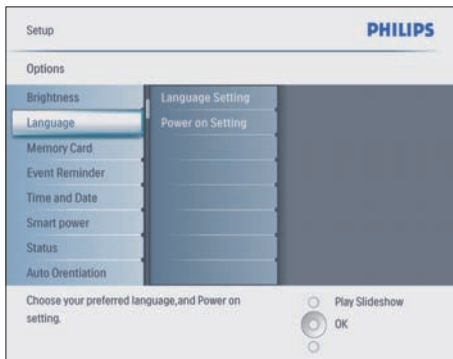 Setup
PHILIPS
Options
Brightness
Language Setting
Language
Power on Setting
Memory Card
Event Reminder
Time and Date
Smart power
Status
Auto Orentiation
Choose your preferred language,and Power on
setting.
Play Slideshow
OK